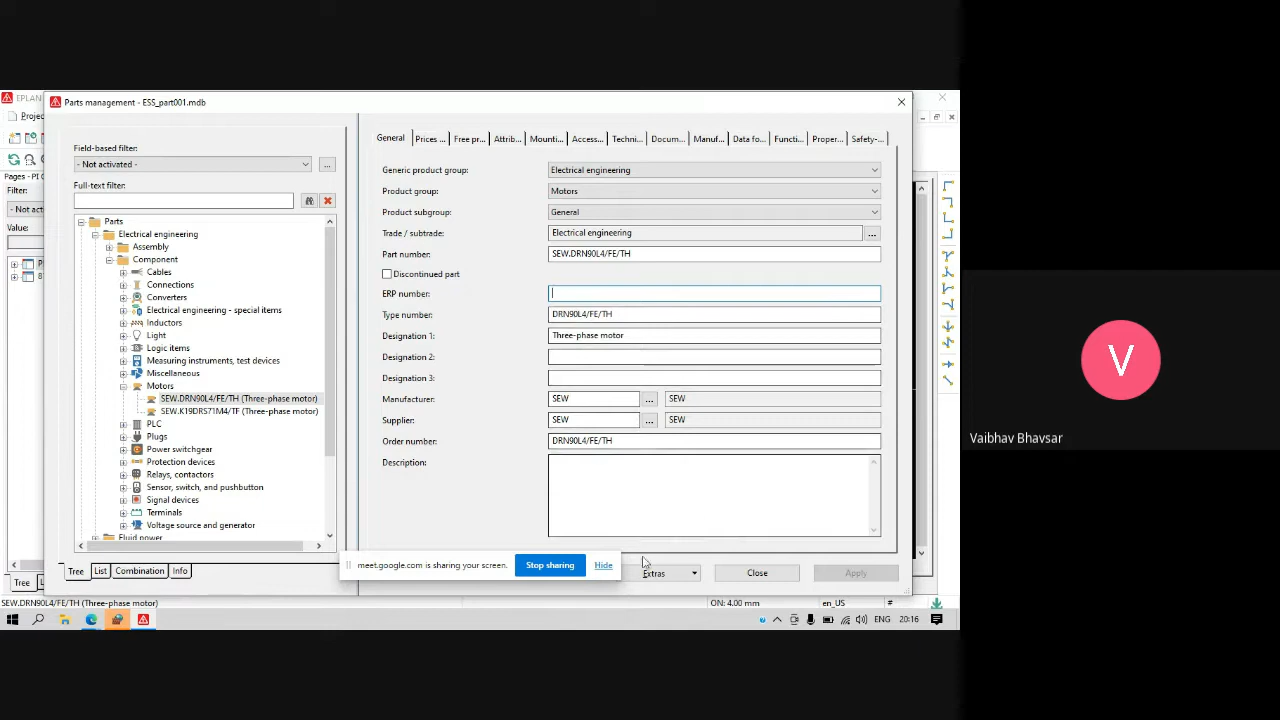 Parts management - ESS_part001.mdb
EPLAN
Projec
Pages - PI C
Filter:
- Not activ
Value:
Tree
Field-based filter:
- Not activated -
...
Full-text filter:
Parts
Electrical engineering
Assembly
Component
Cables
Connections
Converters
Electrical engineering - special items
Inductors
Light
Logic items
Measuring instruments, test devices
Miscellaneous
Motors
SEW.DRN90L4/FE/TH (Three-phase motor)
SEW.K19DRS71M4/TF (Three-phase motor)
PLC
Plugs
Power switchgear
Protection devices
Relays, contactors
Sensor, switch, and pushbutton
Signal devices
Terminals
Voltage source and generator
Fluid power
Tree List Combination Info
General Prices ... Free pr... Attrib... Mounti... Access... Techni... Docum... Manuf... Data fo... Functi... Proper... Safety-...
Generic product group: Electrical engineering
Product group: Motors
Product subgroup: General
Trade / subtrade: Electrical engineering ...
Part number: SEW.DRN90L4/FE/TH
Discontinued part
ERP number:
Type number: DRN90L4/FE/TH
Designation 1: Three-phase motor
Designation 2:
Designation 3:
Manufacturer: SEW ... SEW
Supplier: SEW ... SEW
Order number: DRN90L4/FE/TH
Description:
meet.google.com is sharing your screen. Stop sharing Hide
Extras Close Apply
SEW.DRN90L4/FE/TH (Three-phase motor) ON: 4.00 mm en_US #
ENG 20:16
V
Vaibhav Bhavsar